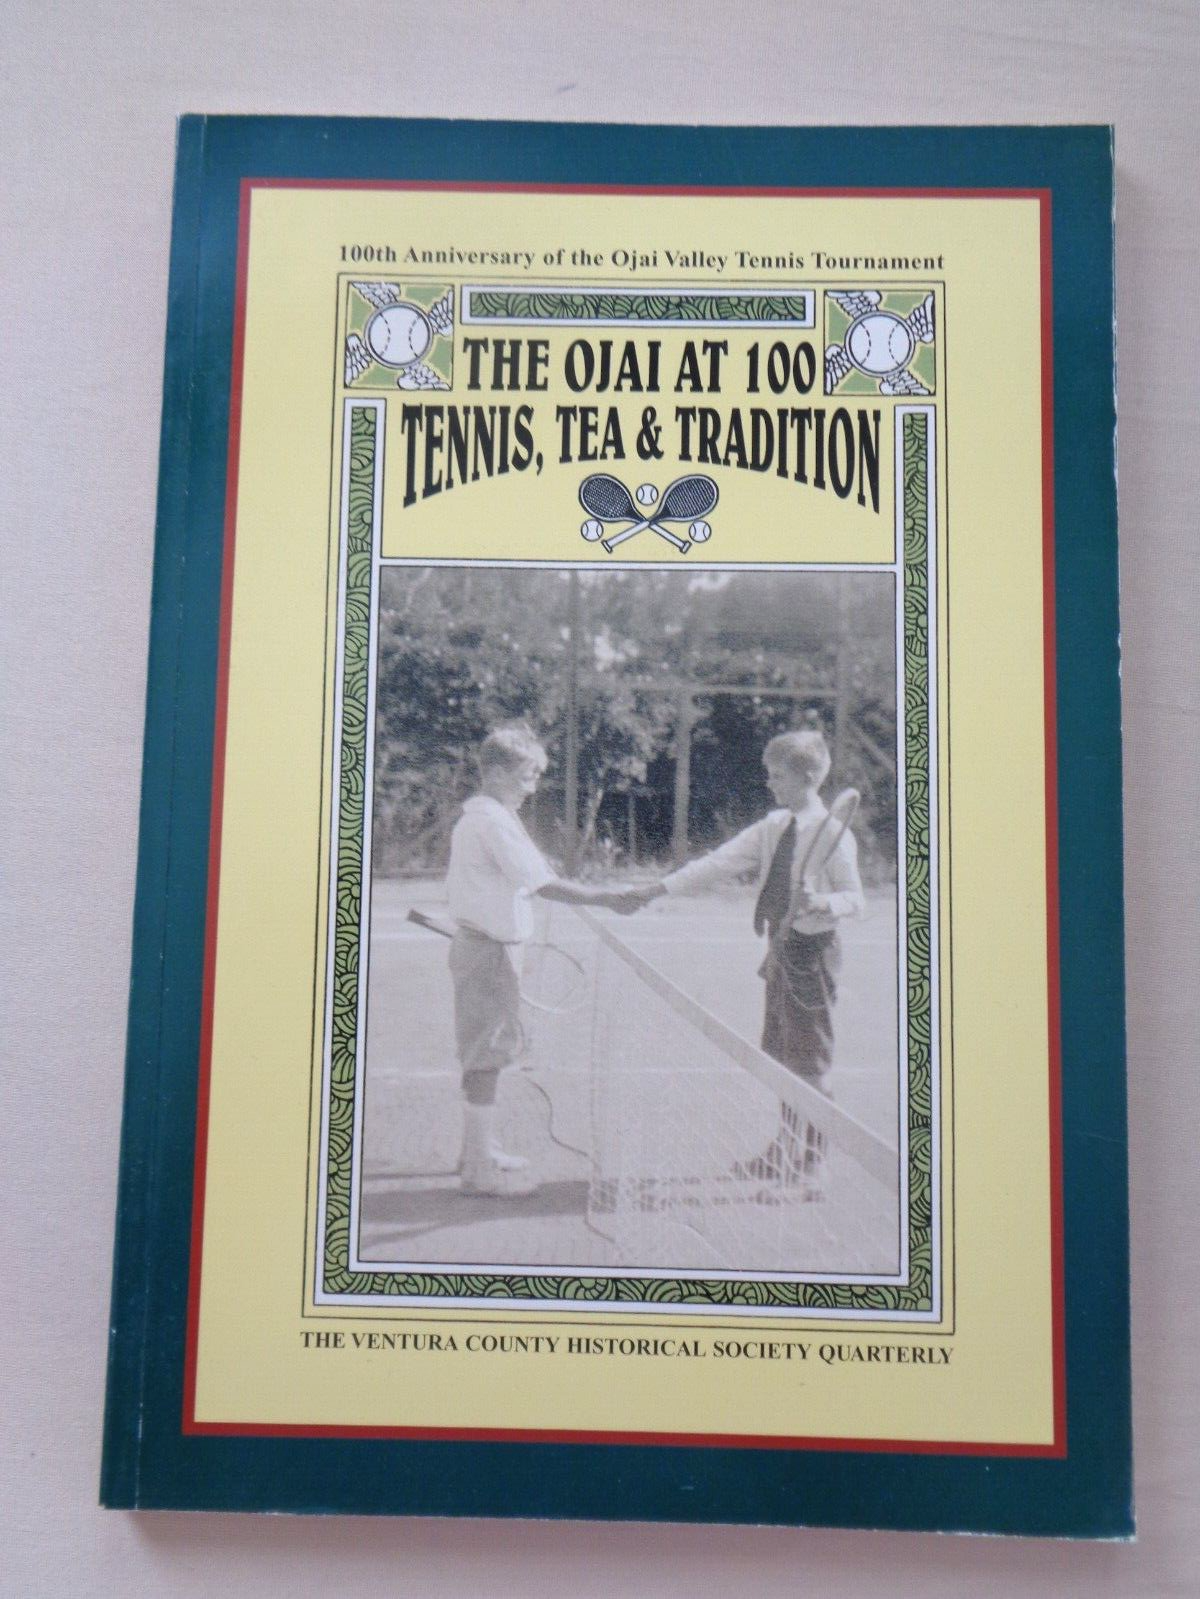 100th Anniversary of the Ojai Valley Tennis Tournament
THE OJAI AT 100
TENNIS, TEA & TRADITION
THE VENTURA COUNTY HISTORICAL SOCIETY QUARTERLY